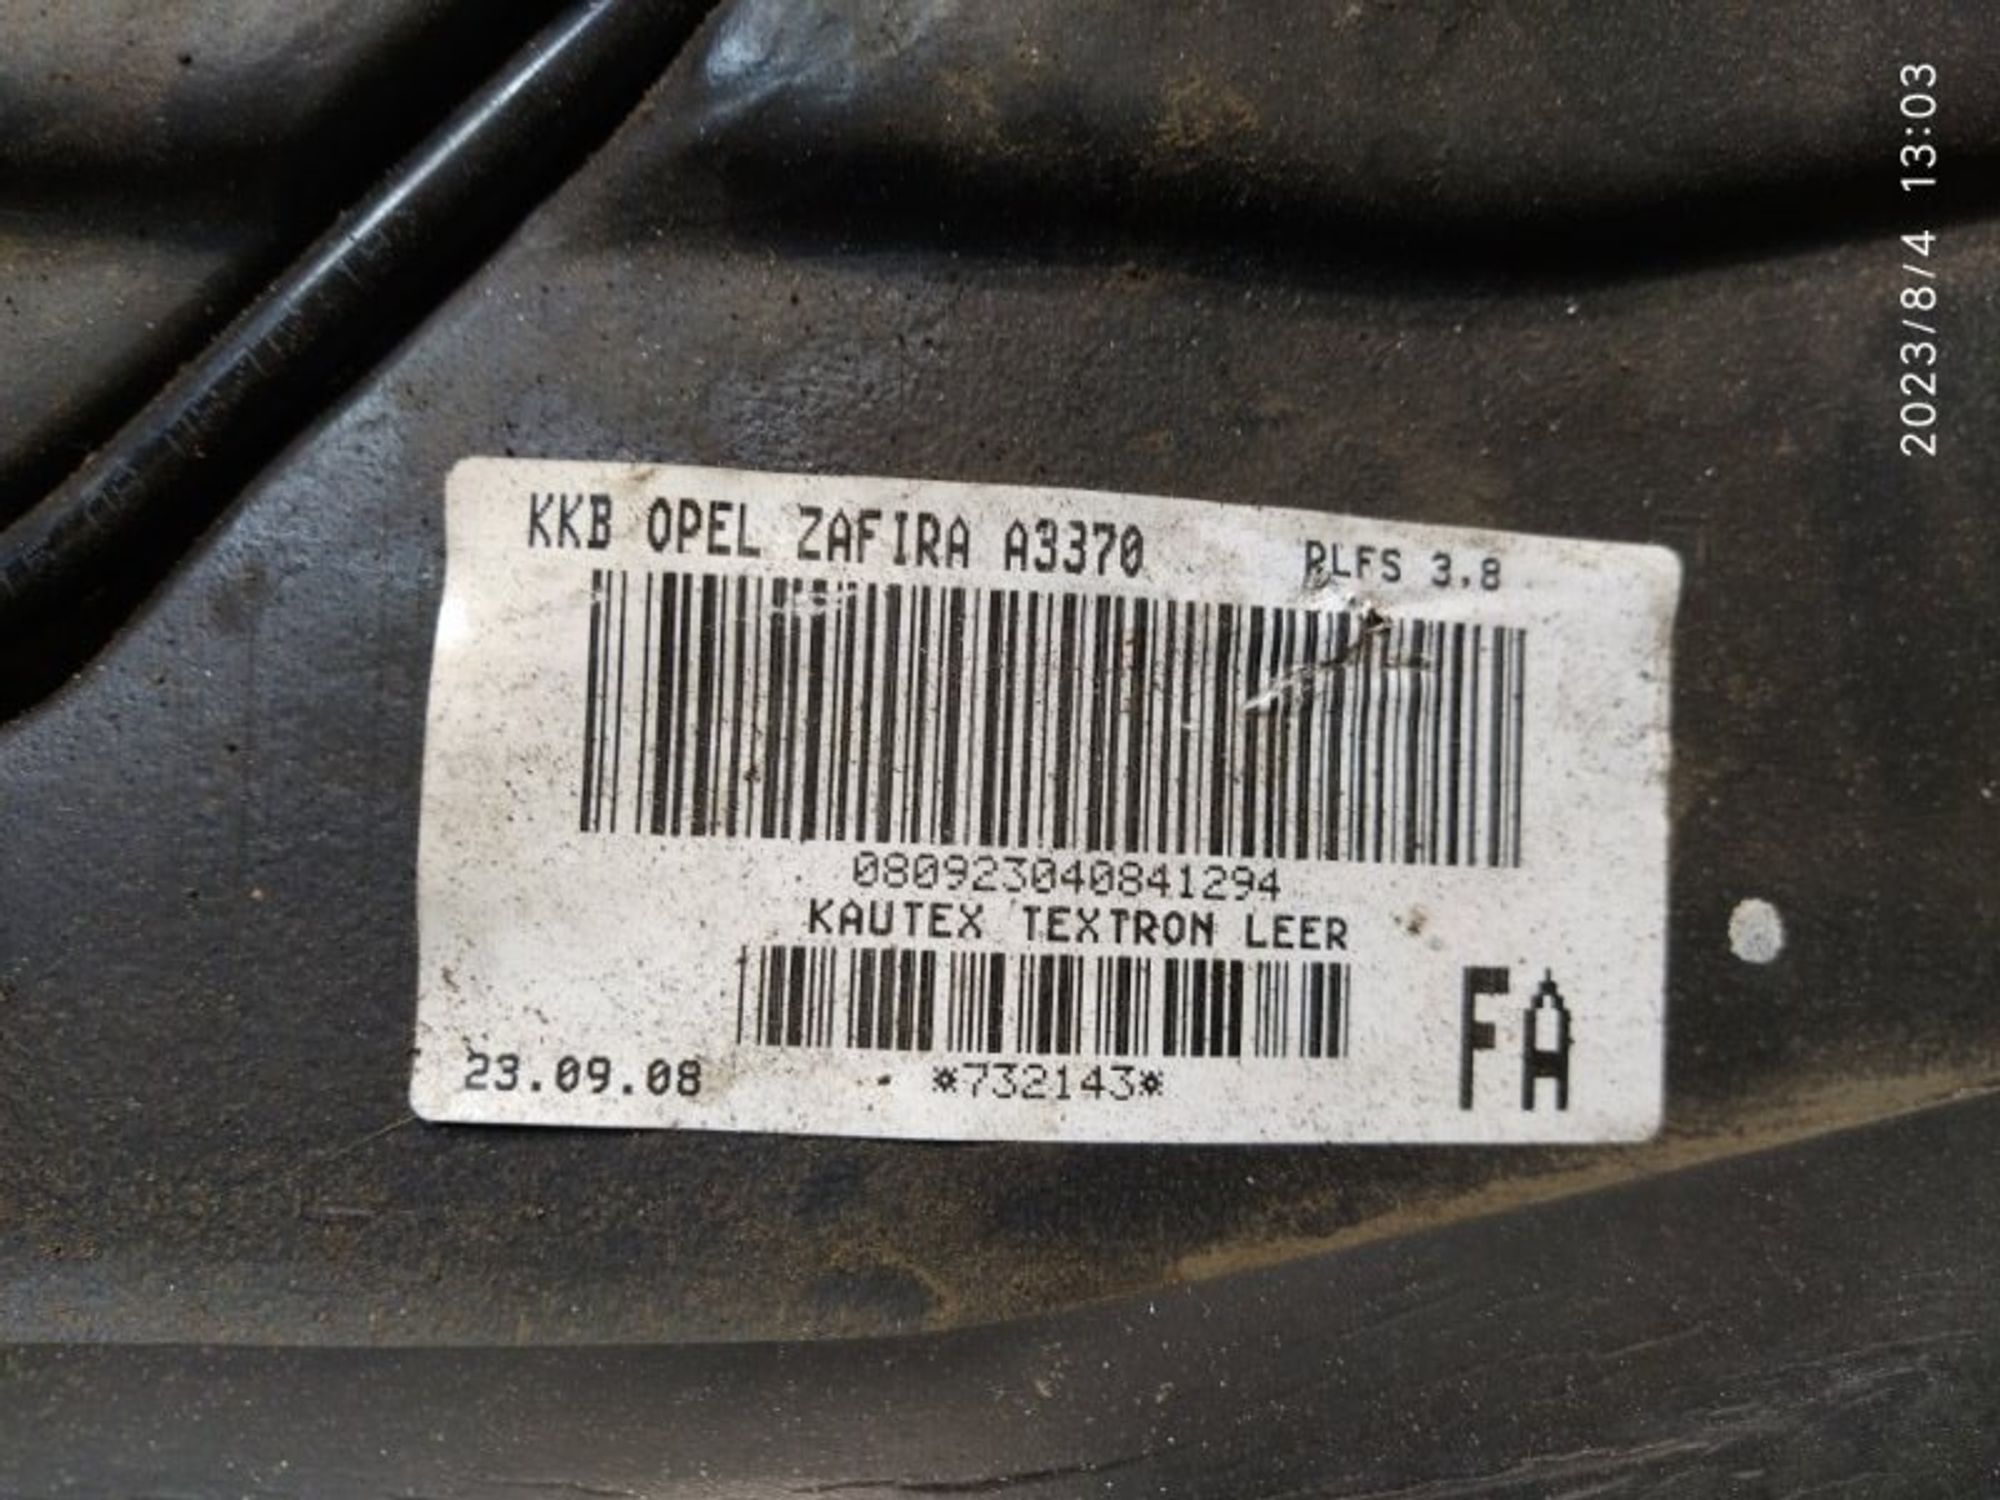 KKB OPEL ZAFIRA A3370 RLFS 3.8
080923040841294
KAUTEX TEXTRON LEER
23.09.08 *732143* FA
2023/8/4 13:03